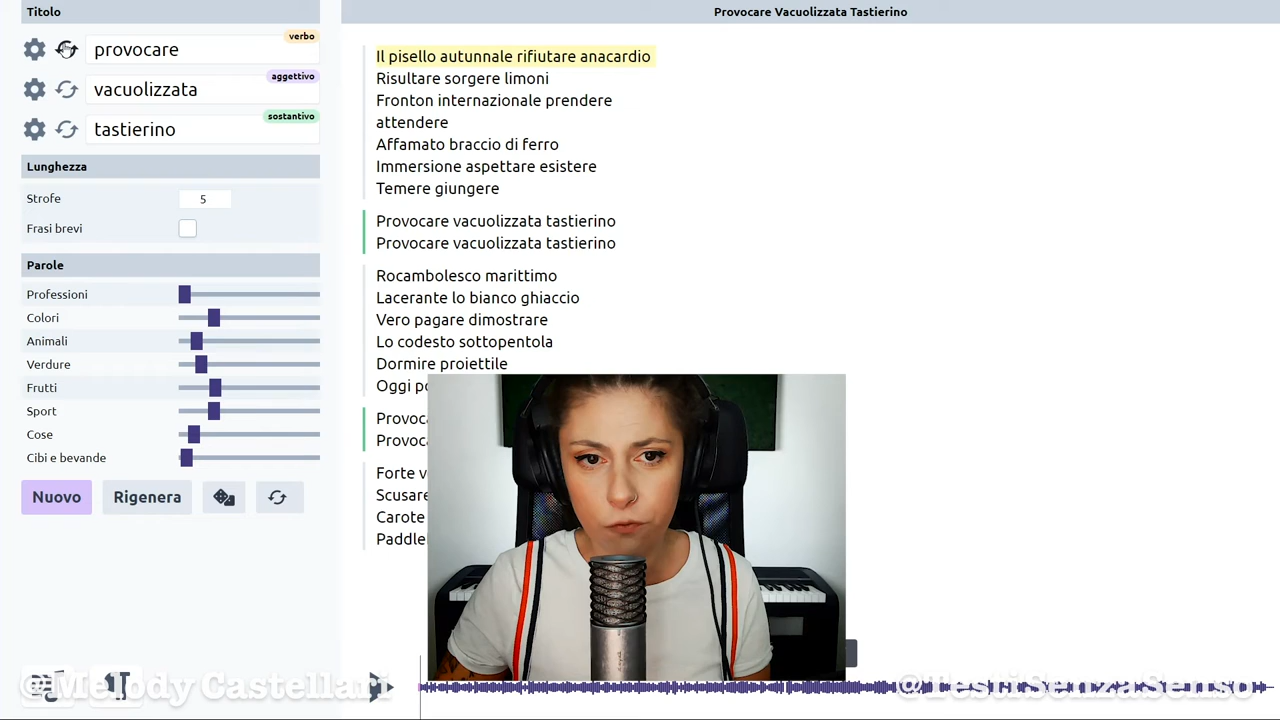 Titolo
provocare
verbo
vacuolizzata
aggettivo
tastierino
sostantivo
Lunghezza
Strofe
5
Frasi brevi
Parole
Professioni
Colori
Animali
Verdure
Frutti
Sport
Cose
Cibi e bevande
Nuovo
Rigenera
Provocare Vacuolizzata Tastierino
Il pisello autunnale rifiutare anacardio
Risultare sorgere limoni
Fronton internazionale prendere
attendere
Affamato braccio di ferro
Immersione aspettare esistere
Temere giungere
Provocare vacuolizzata tastierino
Provocare vacuolizzata tastierino
Rocambolesco marittimo
Lacerante lo bianco ghiaccio
Vero pagare dimostrare
Lo codesto sottopentola
Dormire proiettile
Oggi
Forte
Scusare
Carote
@Melody Castellari
@TestiSenzaSenso